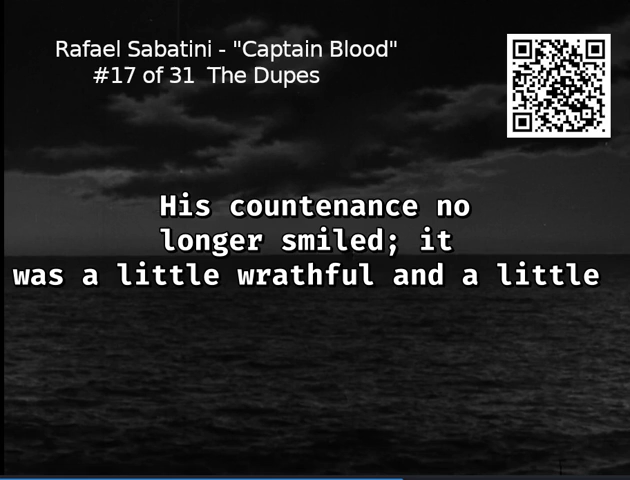 Rafael Sabatini - "Captain Blood"
#17 of 31 The Dupes
His countenance no
longer smiled; it
was a little wrathful and a little